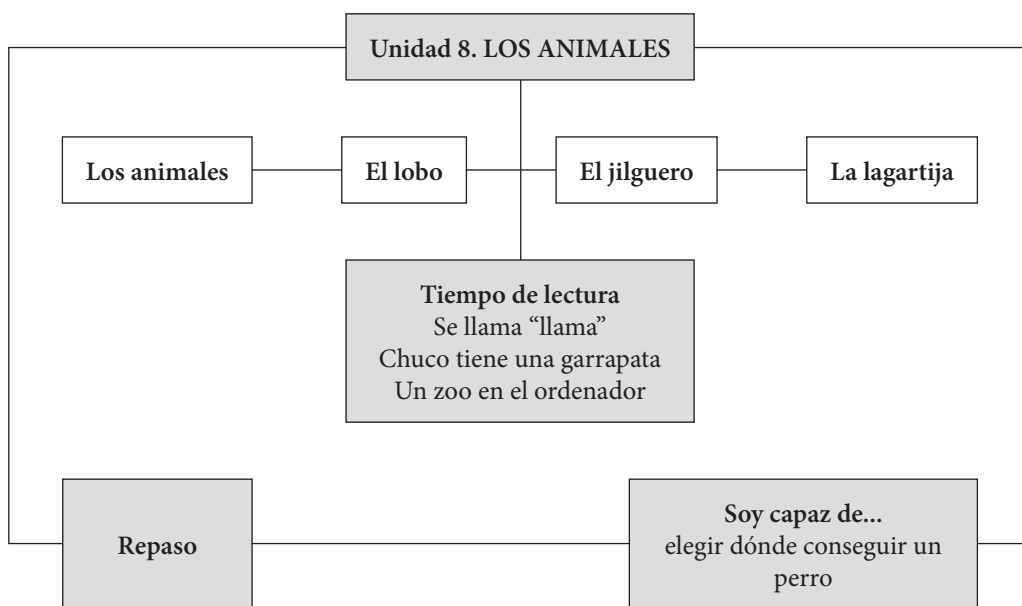 Unidad 8. LOS ANIMALES
Los animales
El lobo
El jilguero
La lagartija
Tiempo de lectura
Se llama “llama”
Chuco tiene una garrapata
Un zoo en el ordenador
Repaso
Soy capaz de...
elegir dónde conseguir un
perro